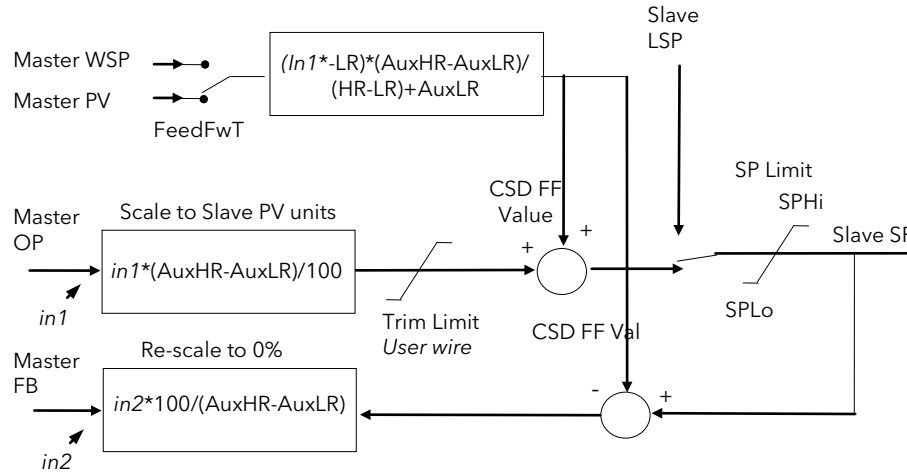 Slave
LSP
Master WSP
(In1*-LR)*(AuxHR-AuxLR)/
(HR-LR)+AuxLR
Master PV
FeedFwT
SP Limit
SPHi
CSD FF
Value
Master
OP
Scale to Slave PV units
+
+
Slave SP
in1*(AuxHR-AuxLR)/100
in1
SPLo
Trim Limit
User wire
CSD FF Val
Re-scale to 0%
Master
FB
in2*100/(AuxHR-AuxLR)
-
+
in2